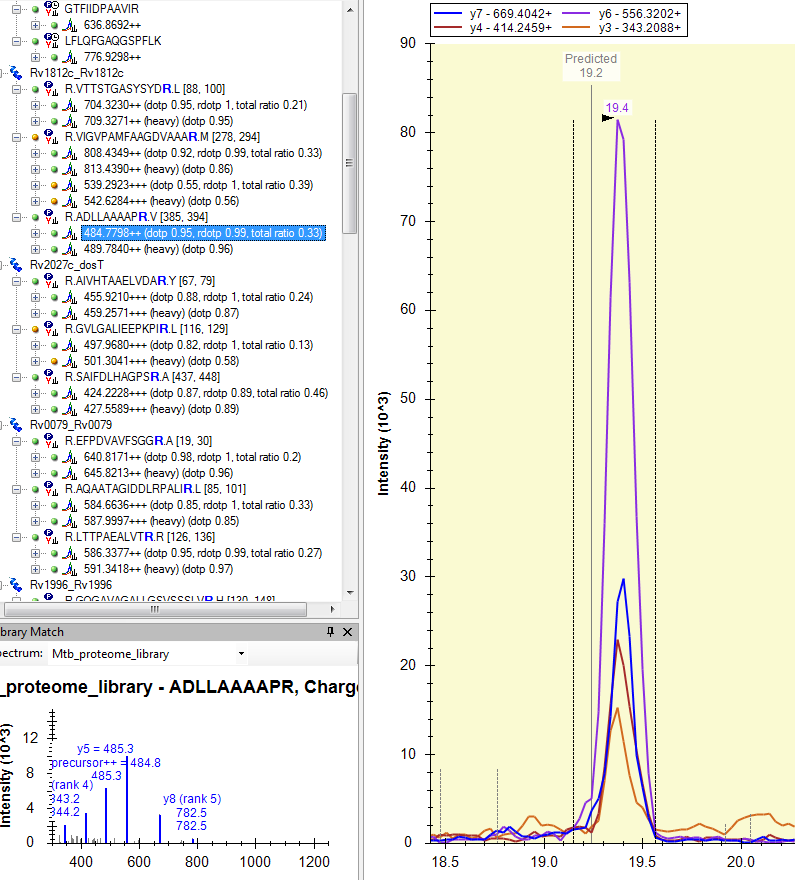 GTFIIDPAAVIR
636.8692++
LFLQFGAQGSPFLK
776.9298++
Rv1812c_Rv1812c
R.VTTSTGASYSYDR.L [88, 100]
704.3230++ (dotp 0.95, rdotp 1, total ratio 0.21)
709.3271++ (heavy) (dotp 0.95)
R.VIGVPAMFAAGDVAAAR.M [278, 294]
808.4349++ (dotp 0.92, rdotp 0.99, total ratio 0.33)
813.4390++ (heavy) (dotp 0.86)
539.2923+++ (dotp 0.55, rdotp 1, total ratio 0.39)
542.6284+++ (heavy) (dotp 0.56)
R.ADLLAAAAPR.V [385, 394]
484.7798++ (dotp 0.95, rdotp 0.99, total ratio 0.33)
489.7840++ (heavy) (dotp 0.96)
Rv2027c_dosT
R.AIVHTAAELVDAR.Y [67, 79]
455.9210+++ (dotp 0.88, rdotp 1, total ratio 0.24)
459.2571+++ (heavy) (dotp 0.87)
R.GVLGALIEEPKPIR.L [116, 129]
497.9680+++ (dotp 0.82, rdotp 1, total ratio 0.13)
501.3041+++ (heavy) (dotp 0.58)
R.SAIFDLHAGPSR.A [437, 448]
424.2228+++ (dotp 0.87, rdotp 0.89, total ratio 0.46)
427.5589+++ (heavy) (dotp 0.89)
Rv0079_Rv0079
R.EFPDVAVFSGGR.A [19, 30]
640.8171++ (dotp 0.98, rdotp 1, total ratio 0.2)
645.8213++ (heavy) (dotp 0.96)
R.AQAATAGIDDLRPALIR.L [85, 101]
584.6636+++ (dotp 0.85, rdotp 1, total ratio 0.33)
587.9997+++ (heavy) (dotp 0.85)
R.LTTPAEALVTR.R [126, 136]
586.3377++ (dotp 0.95, rdotp 0.99, total ratio 0.27)
591.3418++ (heavy) (dotp 0.97)
Rv1996_Rv1996
ibrary Match
pectrum: Mtb_proteome_library
_proteome_library - ADLLAAAAPR, Charge
Intensity (10^3)
12
8
4
0
y5 = 485.3
precursor++ = 484.8
485.3
(rank 4)
343.2
344.2
y8 (rank 5)
782.5
782.5
400 600 800 1000 1200
y7 - 669.4042+ y6 - 556.3202+
y4 - 414.2459+ y3 - 343.2088+
Predicted
19.2
19.4
Intensity (10^3)
90
80
70
60
50
40
30
20
10
0
18.5 19.0 19.5 20.0